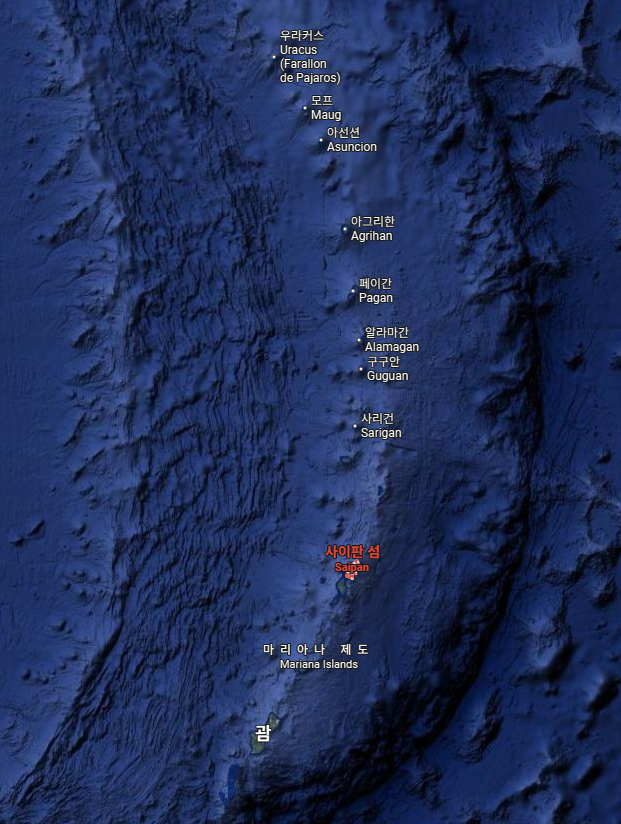 우라커스
Uracus
(Farallon
de Pajaros)
모프
Maug
아선션
Asuncion
아그리한
Agrihan
페이간
Pagan
알라마간
Alamagan
구구안
Guguan
사리건
Sarigan
사이판 섬
Saipan
마리아나 제도
Mariana Islands
괌